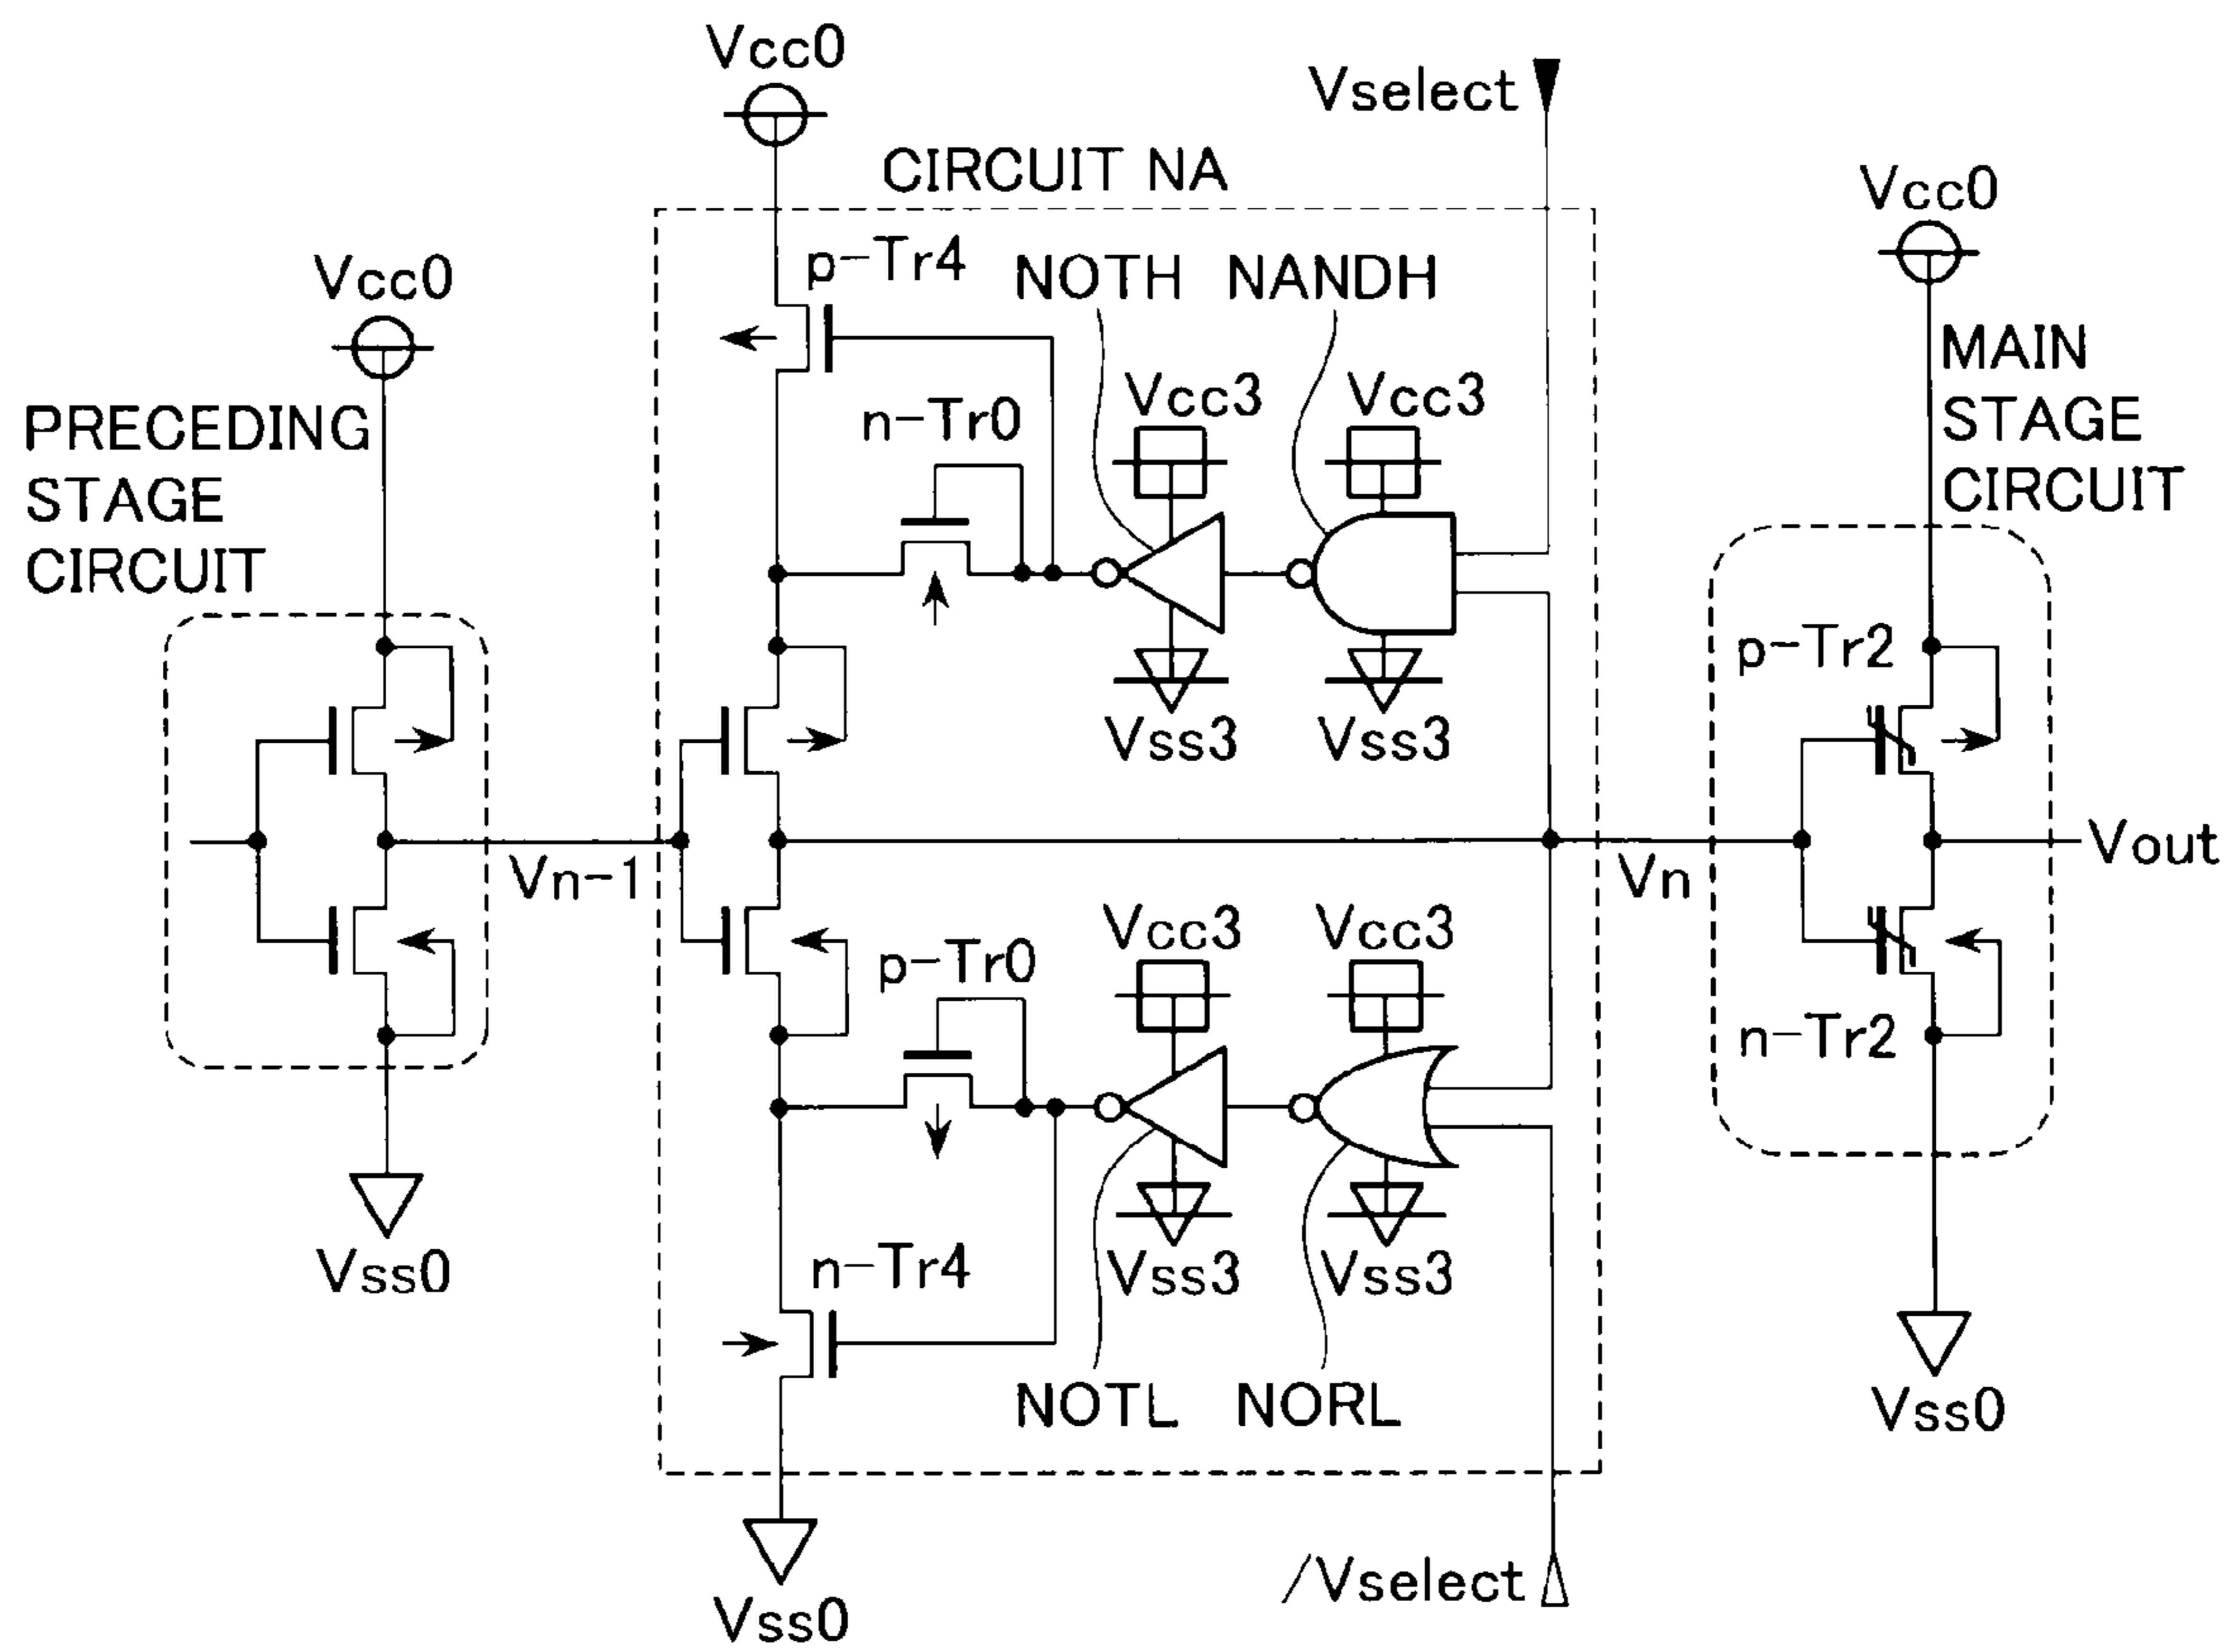 Vcc0
Vselect
CIRCUIT NA
Vcc0
Vcc0
p-Tr4
NOTH
NANDH
MAIN
STAGE
CIRCUIT
PRECEDING
STAGE
CIRCUIT
n-Tr0
Vcc3
Vcc3
p-Tr2
Vss3
Vss3
Vn-1
Vn
Vout
Vcc3
Vcc3
p-Tr0
n-Tr2
Vss0
n-Tr4
Vss3
Vss3
NOTL
NORL
Vss0
/Vselect
Vss0